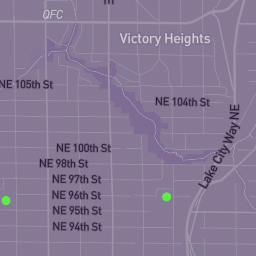 QFC
Victory Heights
NE 105th St
NE 104th St
NE 100th St
NE 98th St
NE 97th St
NE 96th St
NE 95th St
NE 94th St
Lake City Way NE